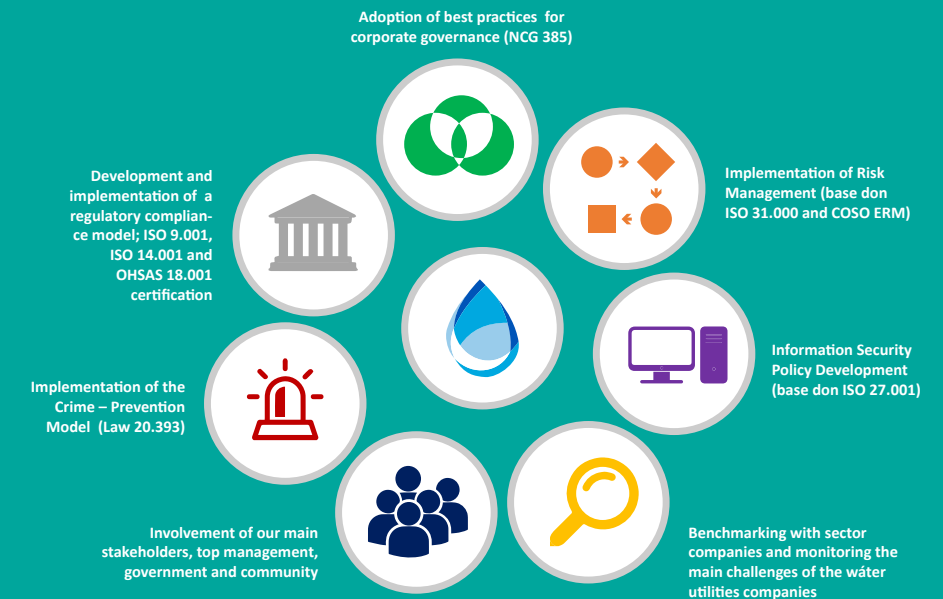 Adoption of best practices for
corporate governance (NCG 385)
Development and
implementation of a
regulatory complian-
ce model; ISO 9.001,
ISO 14.001 and
OHSAS 18.001
certification
Implementation of Risk
Management (base don
ISO 31.000 and COSO ERM)
Information Security
Policy Development
(base don ISO 27.001)
Implementation of the
Crime – Prevention
Model (Law 20.393)
Involvement of our main
stakeholders, top management,
government and community
Benchmarking with sector
companies and monitoring the
main challenges of the wáter
utilities companies